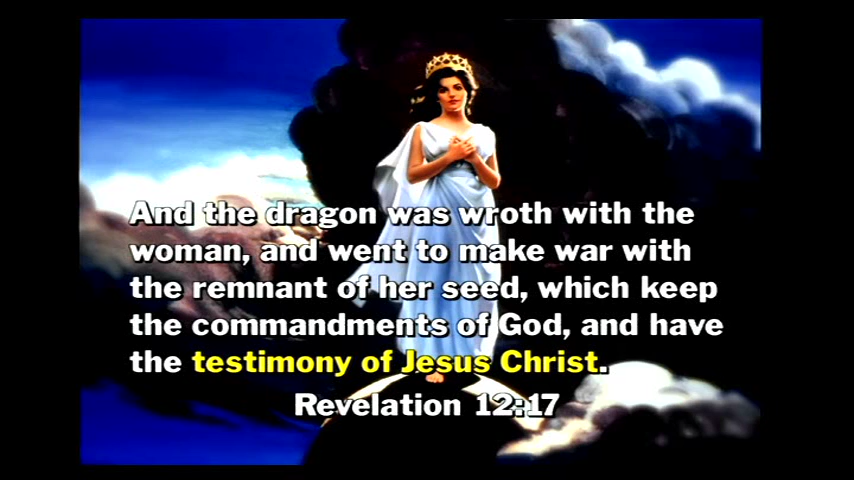 And the dragon was wroth with the
woman, and went to make war with
the remnant of her seed, which keep
the commandments of God, and have
the testimony of Jesus Christ.
Revelation 12:17